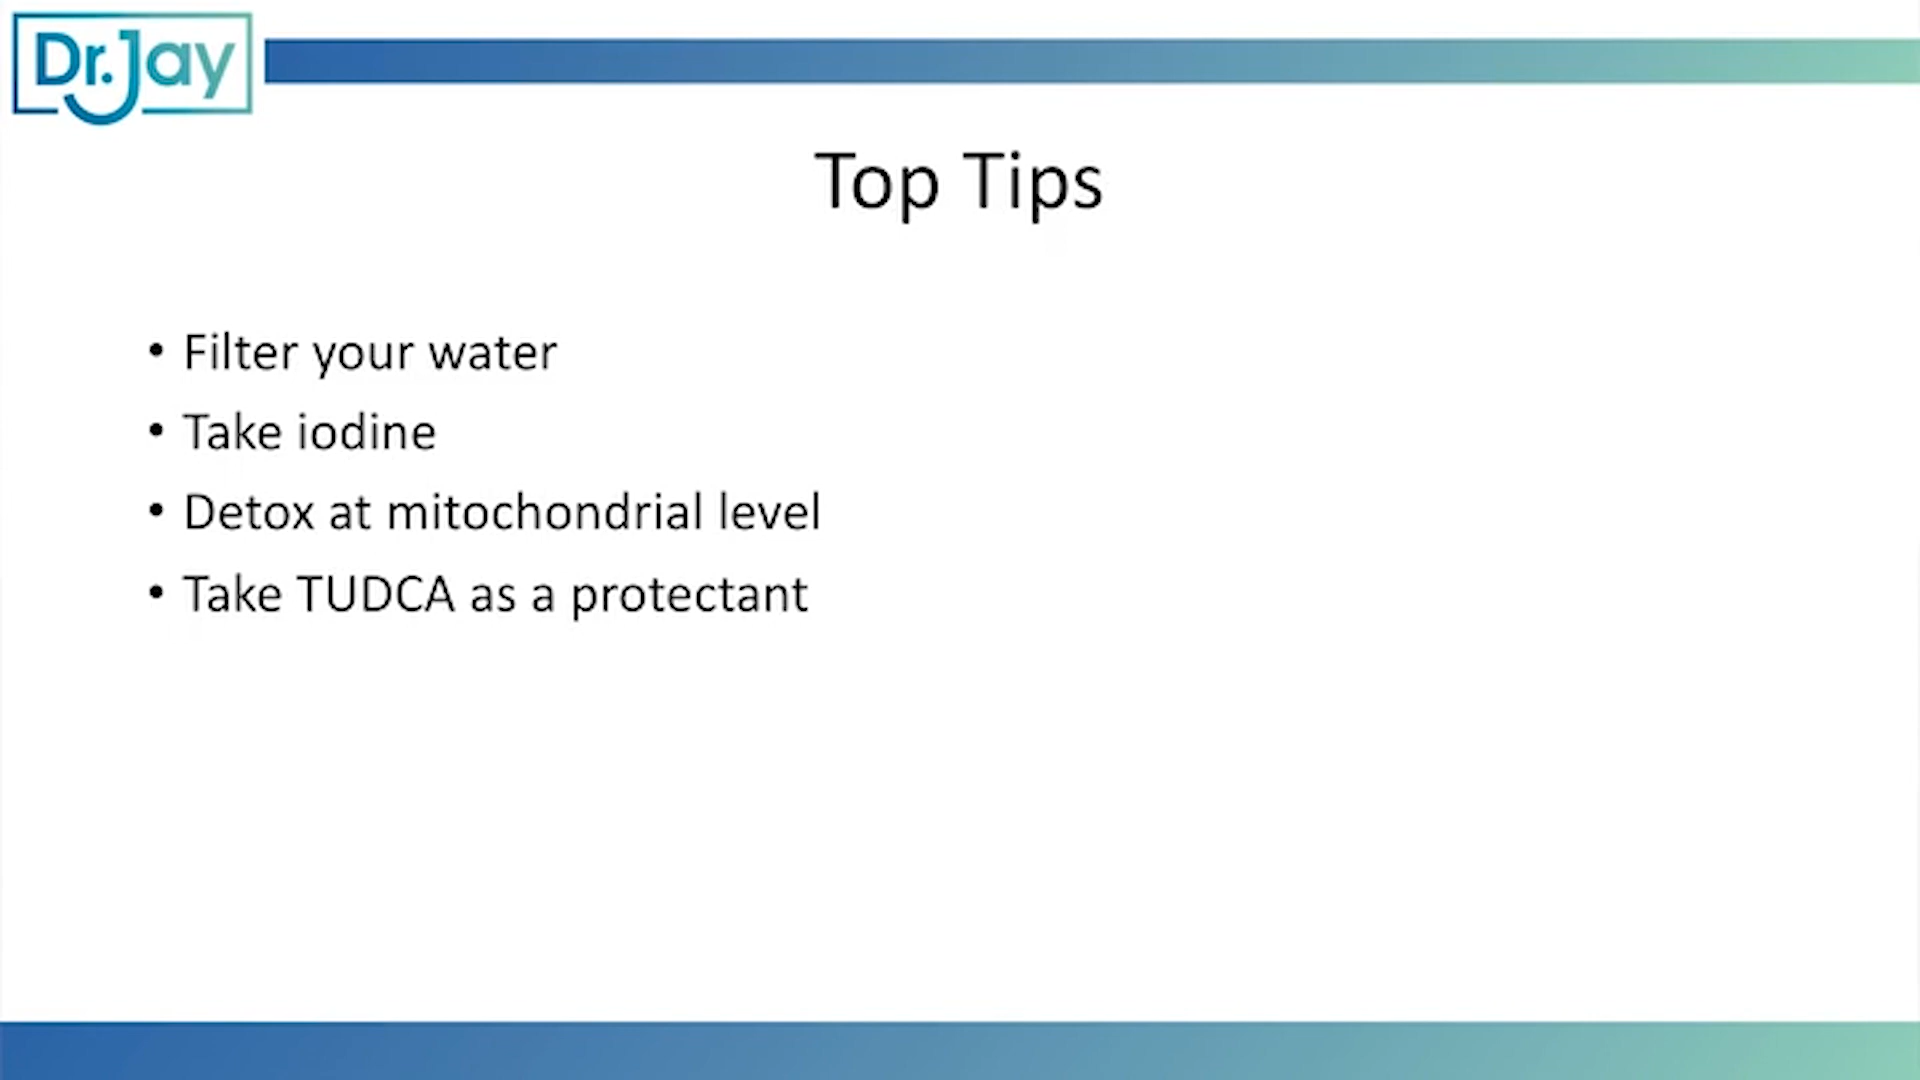 Dr. Jay
Top Tips
• Filter your water
• Take iodine
• Detox at mitochondrial level
• Take TUDCA as a protectant